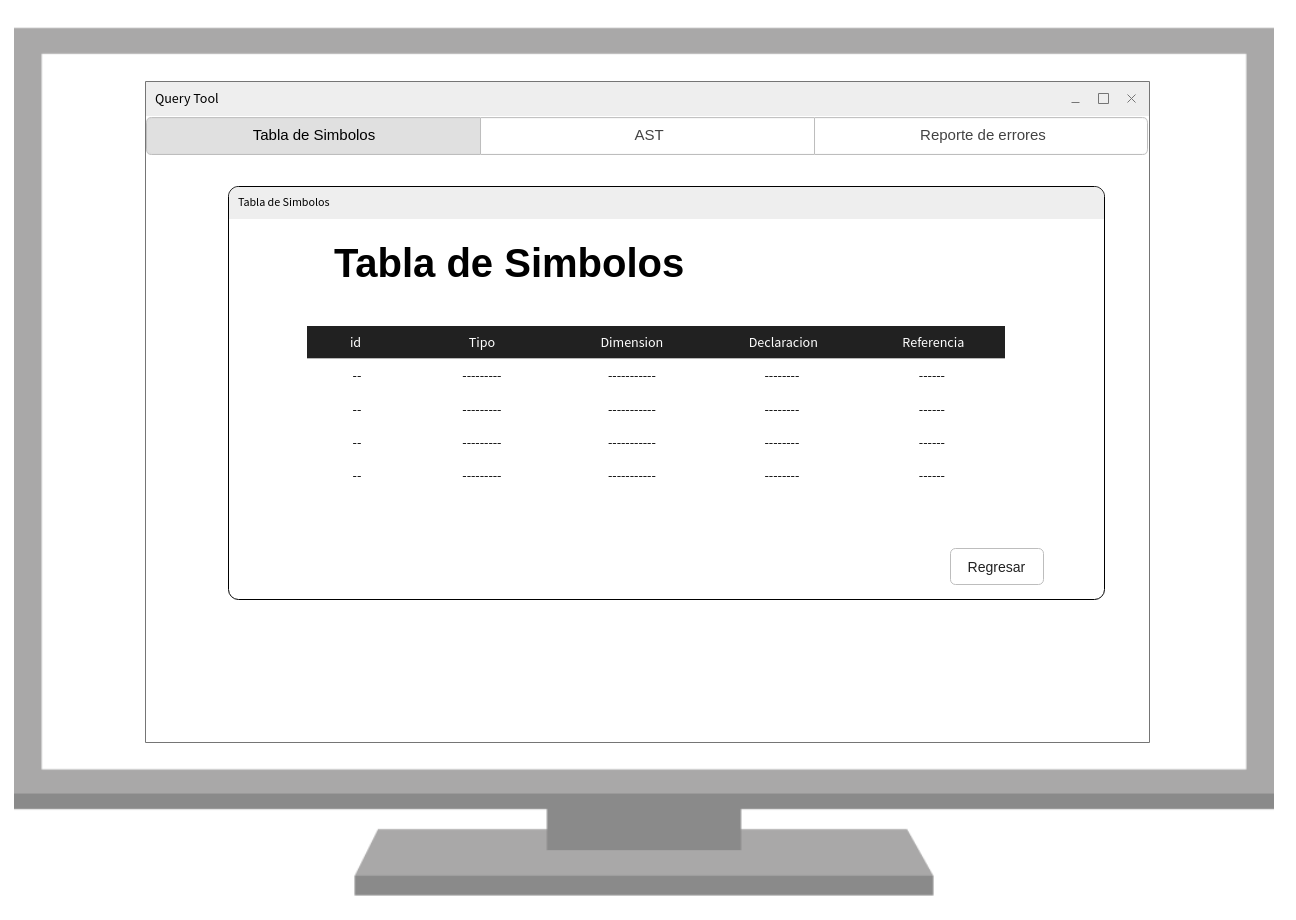 Query Tool
Tabla de Simbolos AST Reporte de errores
Tabla de Simbolos
Tabla de Simbolos
id Tipo Dimension Declaracion Referencia
-- --------- ----------- -------- ------
-- --------- ----------- -------- ------
-- --------- ----------- -------- ------
-- --------- ----------- -------- ------
Regresar